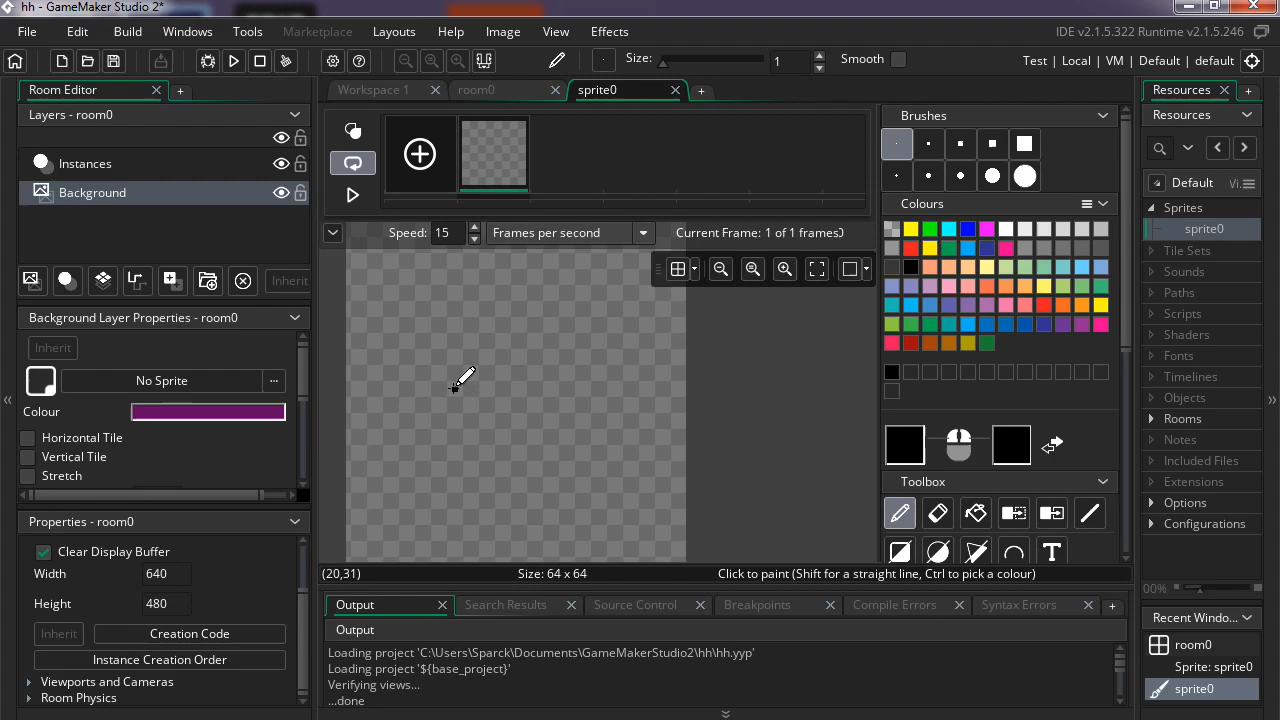 hh - GameMaker Studio 2*
File Edit Build Windows Tools Marketplace Layouts Help Image View Effects
IDE v2.1.5.322 Runtime v2.1.5.246
Size: 1 Smooth
Test | Local | VM | Default | default
Room Editor
Workspace 1 room0 sprite0
Resources
Layers - room0
Instances
Background
Inherit
Speed: 15 Frames per second Current Frame: 1 of 1 frames
Brushes
Colours
Toolbox
Resources
Default
Sprites
sprite0
Tile Sets
Sounds
Paths
Scripts
Shaders
Fonts
Timelines
Objects
Rooms
Notes
Included Files
Extensions
Options
Configurations
00%
Recent Windo...
room0
Sprite: sprite0
sprite0
Background Layer Properties - room0
Inherit
No Sprite ...
Colour
Horizontal Tile
Vertical Tile
Stretch
Properties - room0
Clear Display Buffer
Width 640
Height 480
Inherit Creation Code
Instance Creation Order
Viewports and Cameras
Room Physics
(20,31) Size: 64 x 64 Click to paint (Shift for a straight line, Ctrl to pick a colour)
Output Search Results Source Control Breakpoints Compile Errors Syntax Errors
Output
Loading project 'C:\Users\Sparck\Documents\GameMakerStudio2\hh\hh.yyp'
Loading project '${base_project}'
Verifying views...
...done